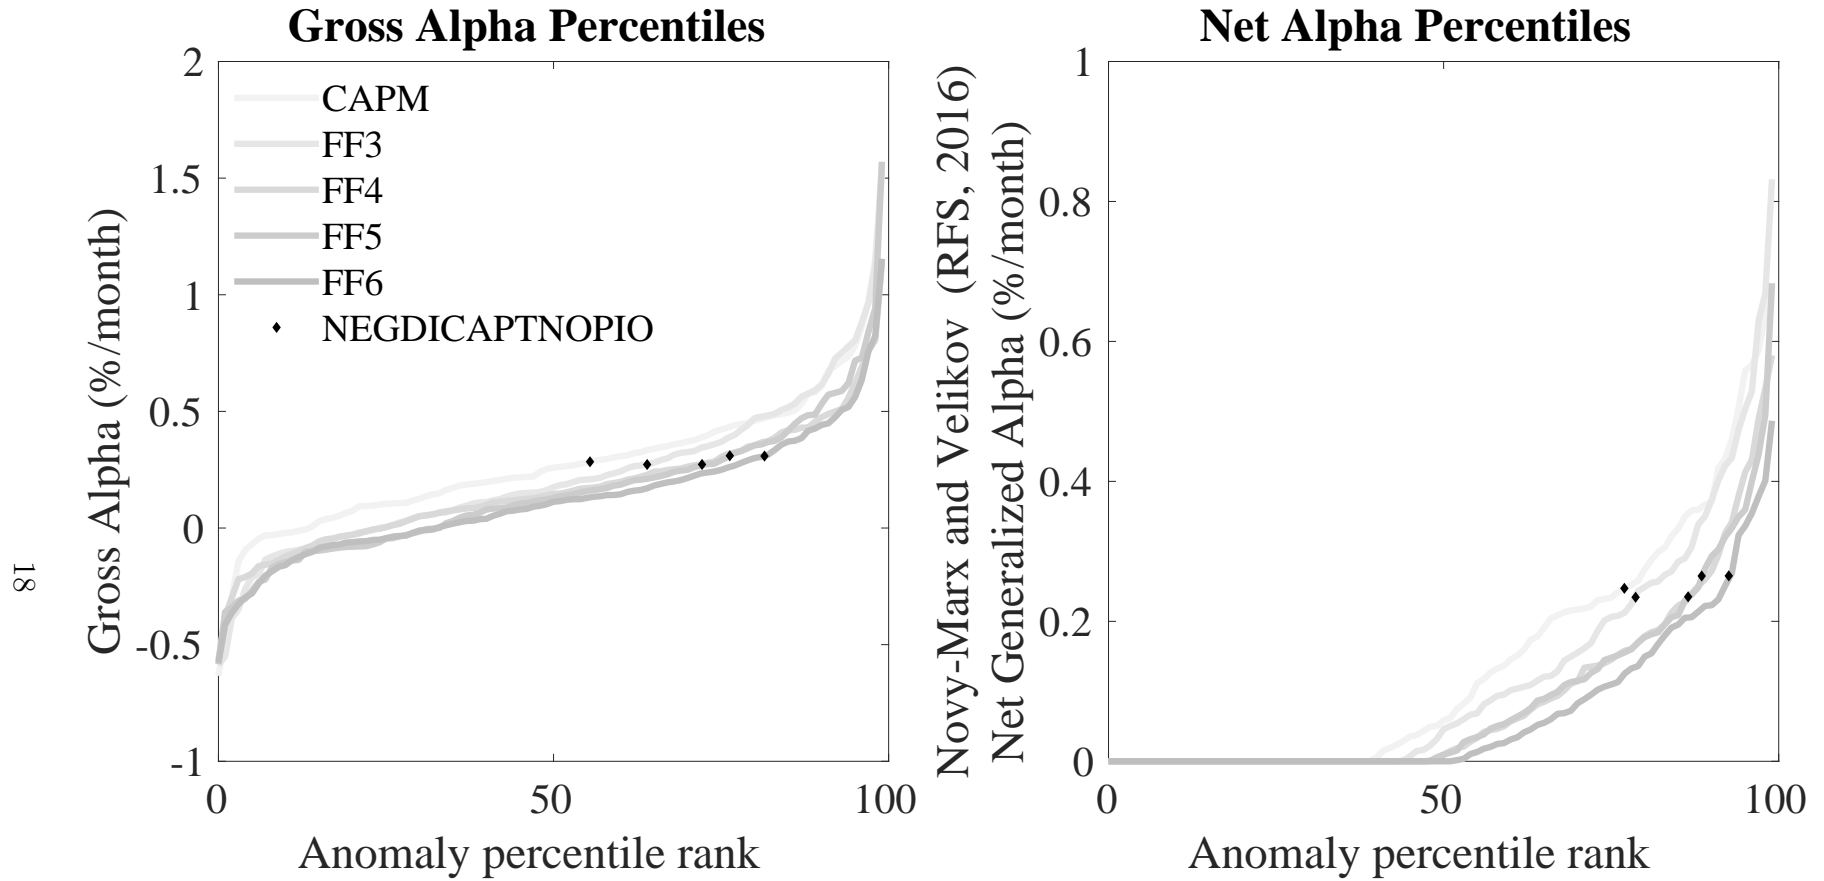 Gross Alpha Percentiles
Gross Alpha (%/month)
2
1.5
1
0.5
0
-0.5
-1
CAPM
FF3
FF4
FF5
FF6
NEGDICAPTNOPIO
0
50
100
Anomaly percentile rank
Net Alpha Percentiles
Novy-Marx and Velikov (RFS, 2016)
Net Generalized Alpha (%/month)
1
0.8
0.6
0.4
0.2
0
0
50
100
Anomaly percentile rank
18